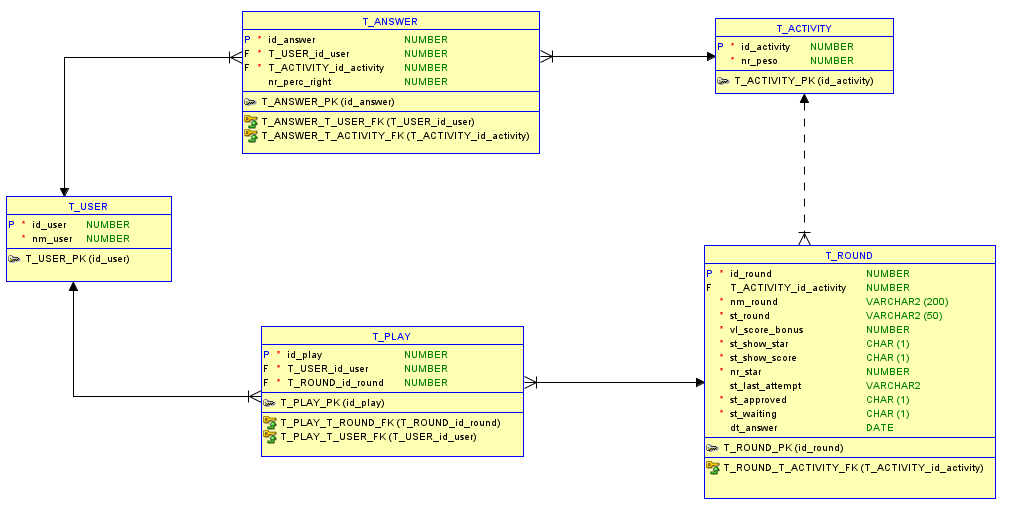 T_ANSWER
P * id_answer NUMBER
F * T_USER_id_user NUMBER
F * T_ACTIVITY_id_activity NUMBER
nr_perc_right NUMBER
T_ANSWER_PK (id_answer)
T_ANSWER_T_USER_FK (T_USER_id_user)
T_ANSWER_T_ACTIVITY_FK (T_ACTIVITY_id_activity)
T_ACTIVITY
P * id_activity NUMBER
* nr_peso NUMBER
T_ACTIVITY_PK (id_activity)
T_USER
P * id_user NUMBER
* nm_user NUMBER
T_USER_PK (id_user)
T_PLAY
P * id_play NUMBER
F * T_USER_id_user NUMBER
F * T_ROUND_id_round NUMBER
T_PLAY_PK (id_play)
T_PLAY_T_ROUND_FK (T_ROUND_id_round)
T_PLAY_T_USER_FK (T_USER_id_user)
T_ROUND
P * id_round NUMBER
F T_ACTIVITY_id_activity NUMBER
* nm_round VARCHAR2 (200)
* st_round VARCHAR2 (50)
* vl_score_bonus NUMBER
* st_show_star CHAR (1)
* st_show_score CHAR (1)
* nr_star NUMBER
st_last_attempt VARCHAR2
* st_approved CHAR (1)
* st_waiting CHAR (1)
dt_answer DATE
T_ROUND_PK (id_round)
T_ROUND_T_ACTIVITY_FK (T_ACTIVITY_id_activity)